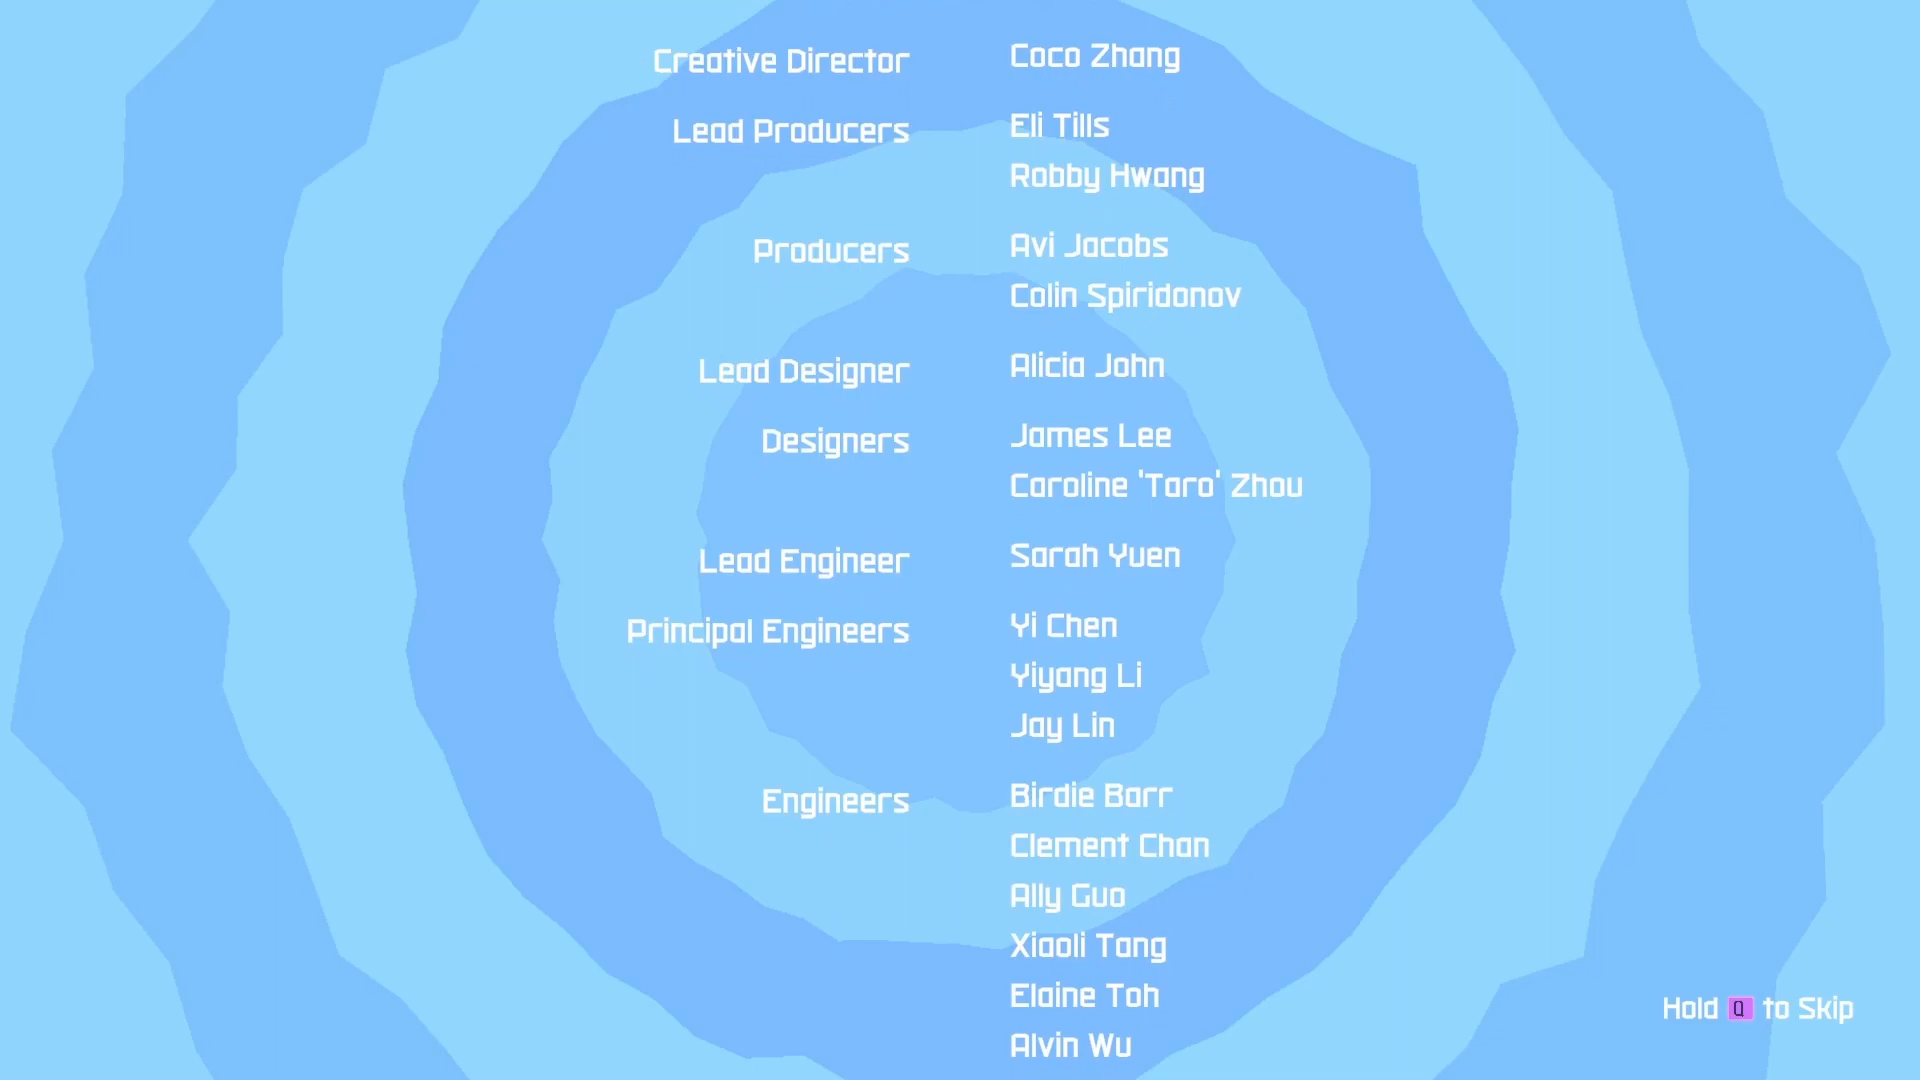 Creative Director Coco Zhang
Lead Producers Eli Tills
Robby Hwang
Producers Avi Jacobs
Colin Spiridonov
Lead Designer Alicia John
Designers James Lee
Caroline 'Taro' Zhou
Lead Engineer Sarah Yuen
Principal Engineers Yi Chen
Yiyang Li
Jay Lin
Engineers Birdie Barr
Clement Chan
Ally Guo
Xiaoli Tang
Elaine Toh
Alvin Wu
Hold Q to Skip